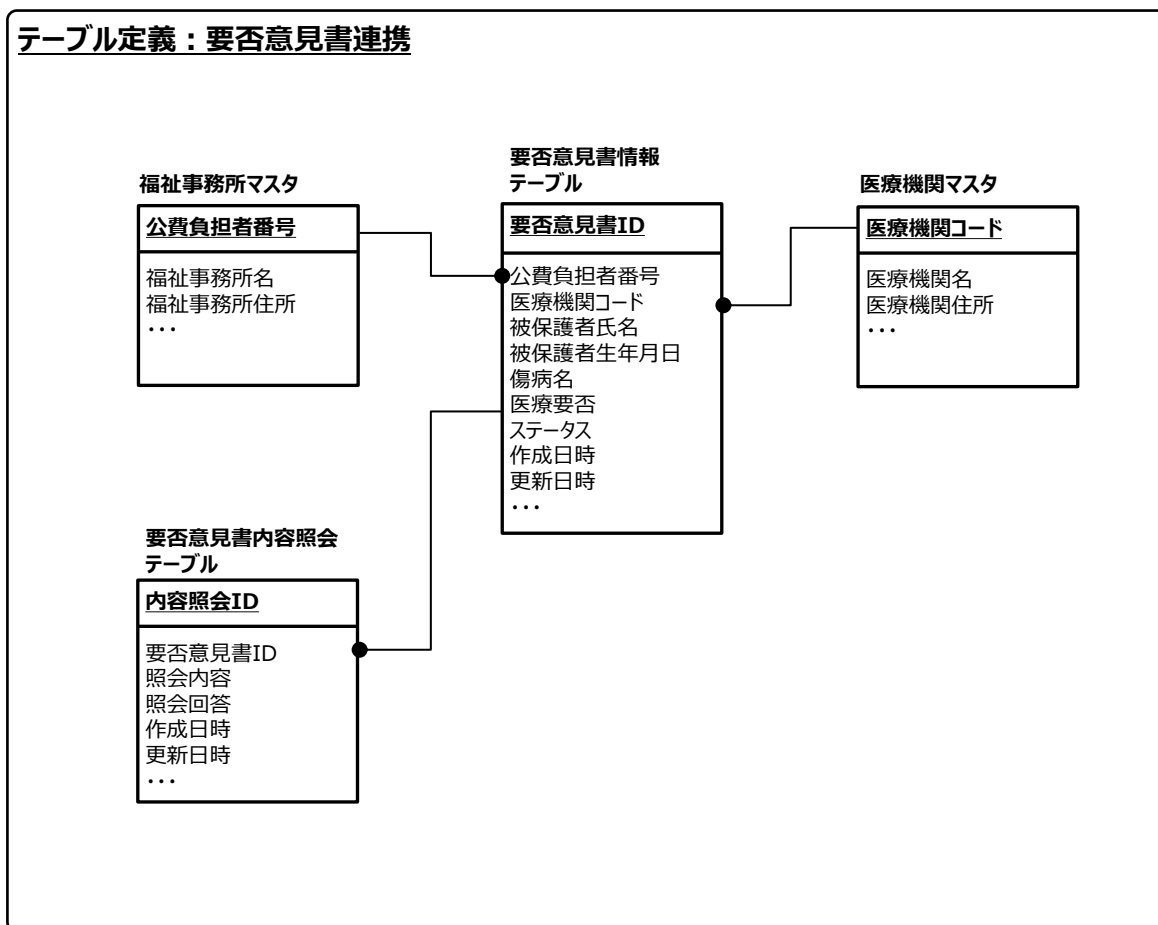 テーブル定義：要否意見書連携
福祉事務所マスタ
公費負担者番号
福祉事務所名
福祉事務所住所
・・・
要否意見書情報
テーブル
要否意見書ID
公費負担者番号
医療機関コード
被保護者氏名
被保護者生年月日
傷病名
医療要否
ステータス
作成日時
更新日時
・・・
医療機関マスタ
医療機関コード
医療機関名
医療機関住所
・・・
要否意見書内容照会
テーブル
内容照会ID
要否意見書ID
照会内容
照会回答
作成日時
更新日時
・・・